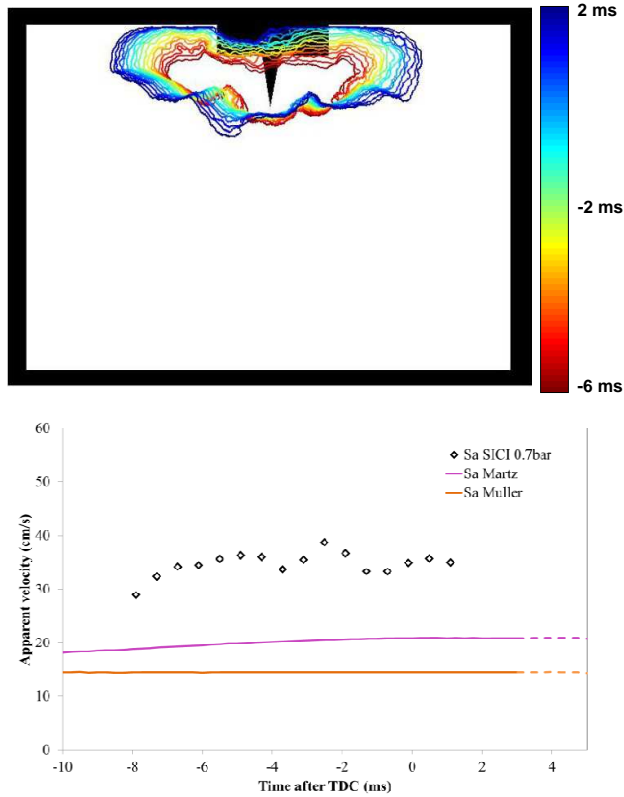 2 ms
-2 ms
-6 ms
60
50
40
30
20
10
0
Apparent velocity (cm/s)
Sa SICI 0.7bar
Sa Martz
Sa Muller
-10 -8 -6 -4 -2 0 2 4
Time after TDC (ms)